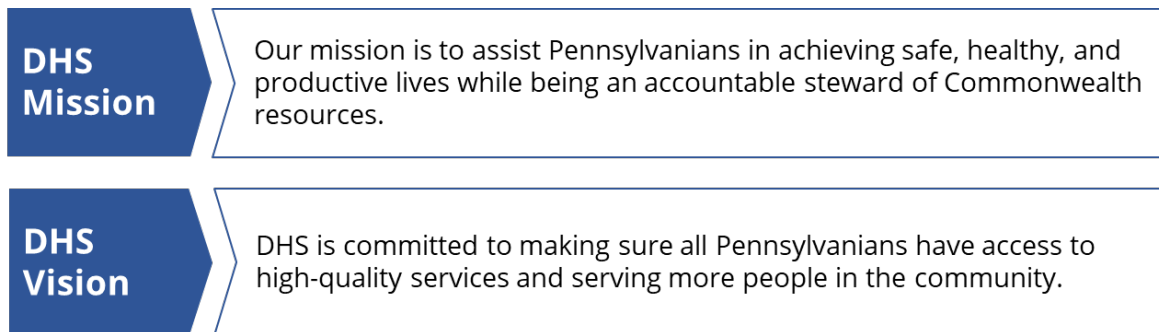 DHS
Mission
Our mission is to assist Pennsylvanians in achieving safe, healthy, and
productive lives while being an accountable steward of Commonwealth
resources.
DHS
Vision
DHS is committed to making sure all Pennsylvanians have access to
high-quality services and serving more people in the community.